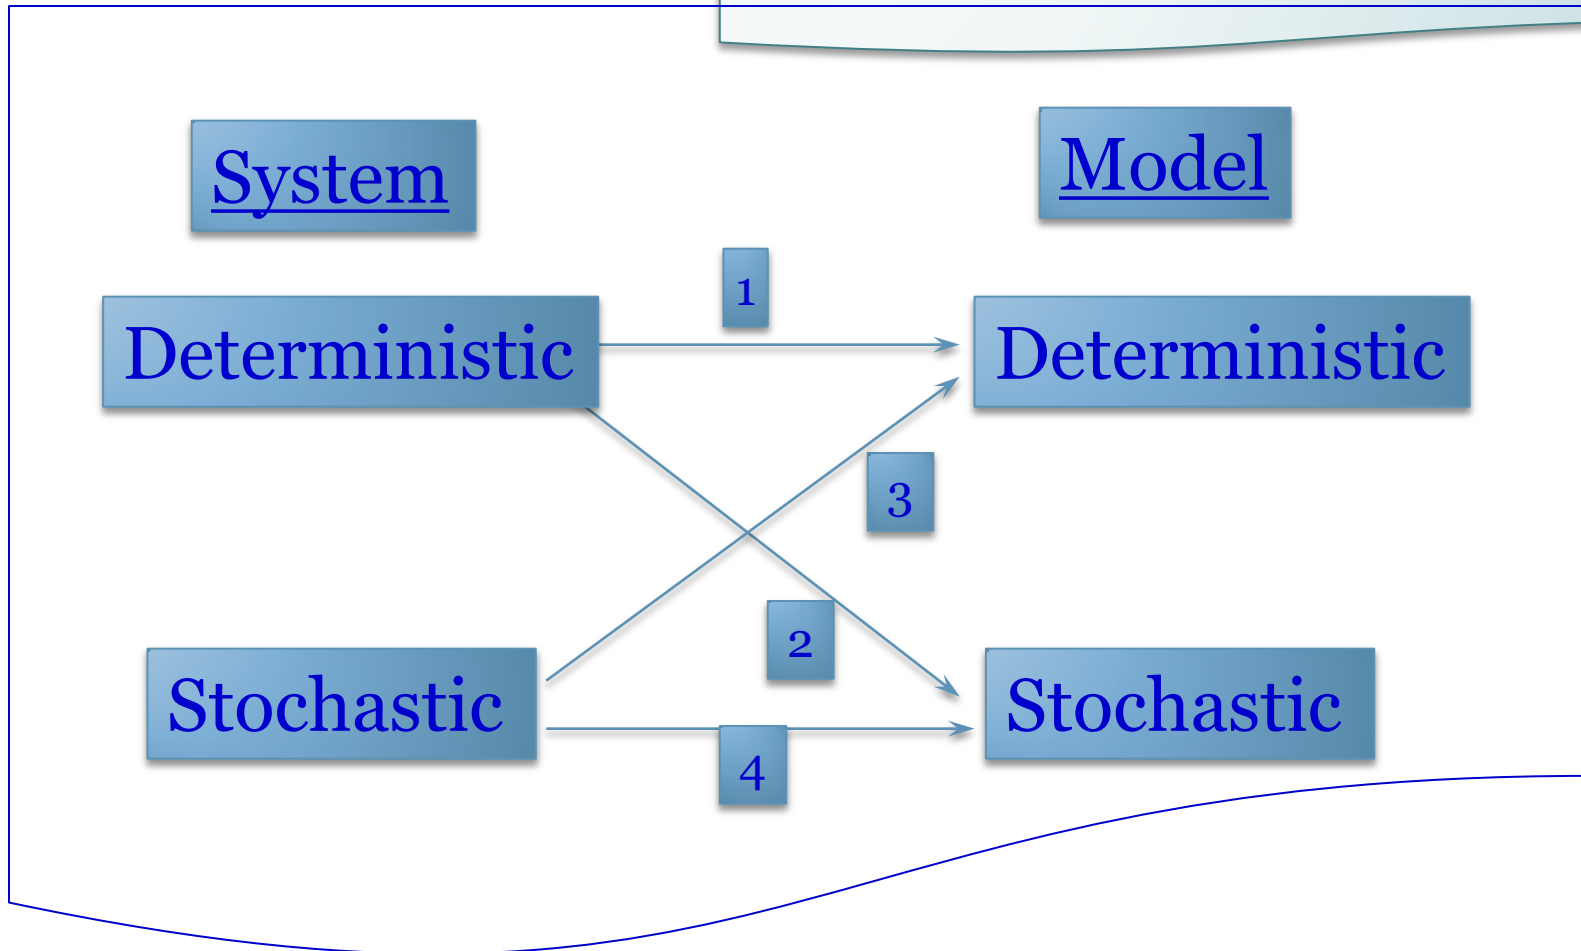 System
Model
1
Deterministic
Deterministic
3
2
Stochastic
Stochastic
4